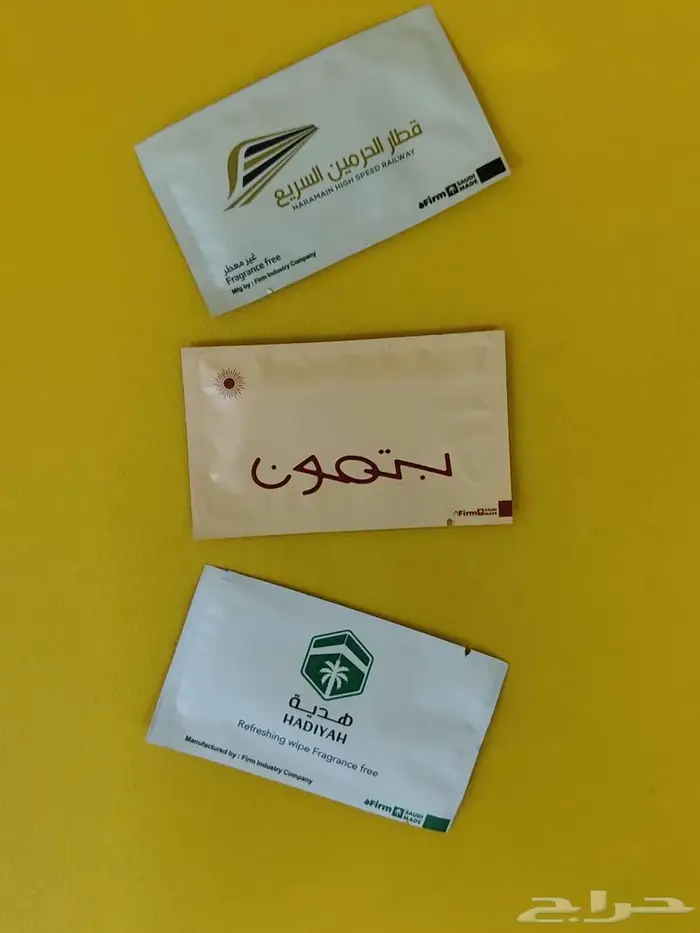 قطار الحرمين السريع
HARAMAIN HIGH SPEED RAILWAY
غير معطر
Fragrance free
Mfg by : Firm Industry Company
Firm SAUDI MADE
Firm SAUDI MADE
هدية
HADIYAH
Refreshing wipe Fragrance free
Manufactured by : Firm Industry Company
Firm SAUDI MADE
حراج